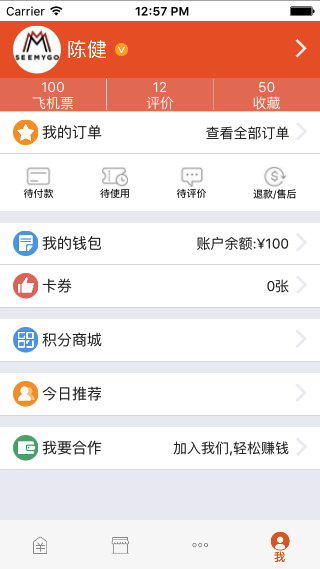 Carrier 12:57 PM
SEEMYGO 陈健 V
100 12 50
飞机票 评价 收藏
我的订单 查看全部订单
待付款 待使用 待评价 退款/售后
我的钱包 账户余额:¥100
卡券 0张
积分商城
今日推荐
我要合作 加入我们,轻松赚钱
我